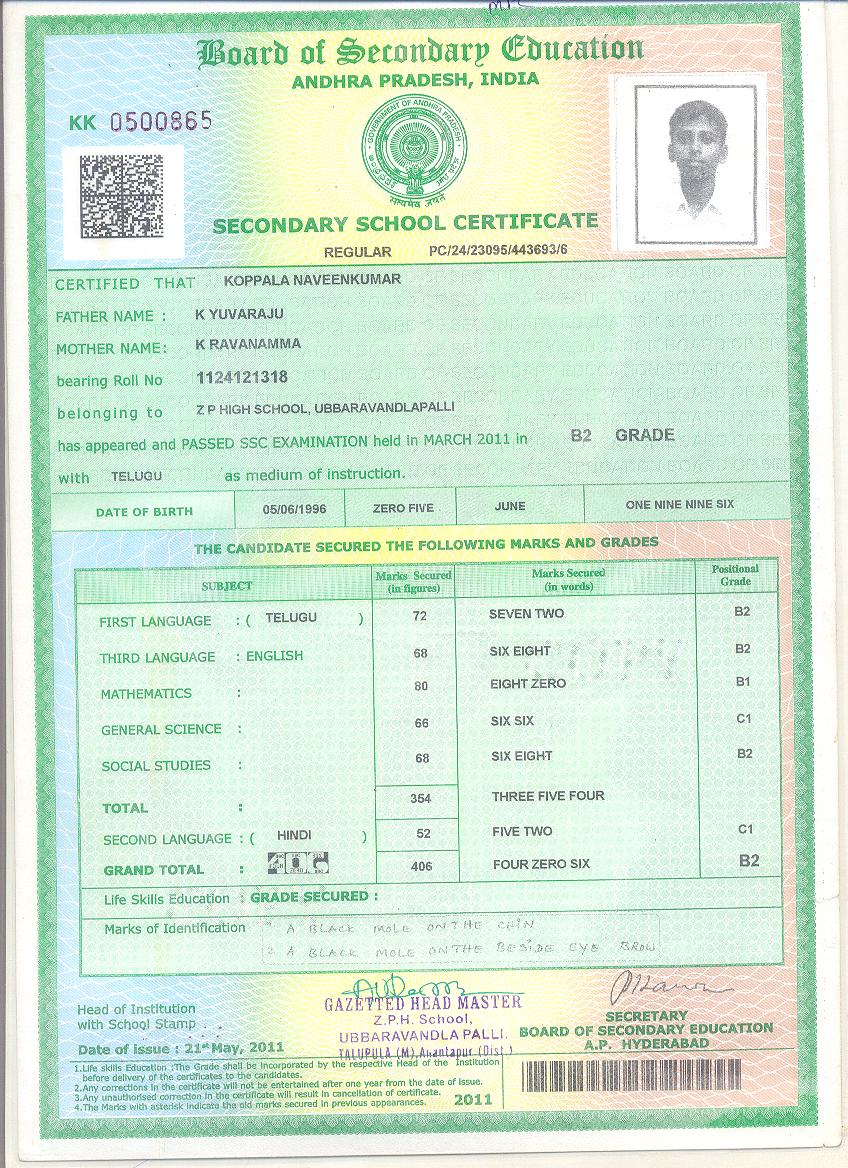 Board of Secondary Education
ANDHRA PRADESH, INDIA
KK 0500865
GOVERNMENT OF ANDHRA PRADESH
सत्यमेव जयते
SECONDARY SCHOOL CERTIFICATE
REGULAR PC/24/23095/443693/6
CERTIFIED THAT KOPPALA NAVEENKUMAR
FATHER NAME : K YUVARAJU
MOTHER NAME: K RAVANAMMA
bearing Roll No 1124121318
belonging to Z P HIGH SCHOOL, UBBARAVANDLAPALLI
has appeared and PASSED SSC EXAMINATION held in MARCH 2011 in B2 GRADE
with TELUGU as medium of instruction.
DATE OF BIRTH 05/06/1996 ZERO FIVE JUNE ONE NINE NINE SIX
THE CANDIDATE SECURED THE FOLLOWING MARKS AND GRADES
SUBJECT Marks Secured (in figures) Marks Secured (in words) Positional Grade
FIRST LANGUAGE : ( TELUGU ) 72 SEVEN TWO B2
THIRD LANGUAGE : ENGLISH 68 SIX EIGHT B2
MATHEMATICS : 80 EIGHT ZERO B1
GENERAL SCIENCE : 66 SIX SIX C1
SOCIAL STUDIES : 68 SIX EIGHT B2
TOTAL : 354 THREE FIVE FOUR
SECOND LANGUAGE : ( HINDI ) 52 FIVE TWO C1
GRAND TOTAL : 406 406 FOUR ZERO SIX B2
Life Skills Education : GRADE SECURED :
Marks of Identification 1 A BLACK MOLE ON THE CHIN
2 A BLACK MOLE ON THE BESIDE EYE BROW
Head of Institution
with School Stamp
GAZETTED HEAD MASTER
Z.P.H. School,
UBBARAVANDLA PALLI.
TALUPULA (M), Anantapur (Dist.)
SECRETARY
BOARD OF SECONDARY EDUCATION
A.P. HYDERABAD
Date of issue : 21st May, 2011
1.Life skills Education :The Grade shall be incorporated by the respective Head of the Institution
before delivery of the certificates to the candidates.
2.Any corrections in the certificate will not be entertained after one year from the date of issue.
3.Any unauthorised correction in the certificate will result in cancellation of certificate.
4.The Marks with asterisk indicate the old marks secured in previous appearances.
2011